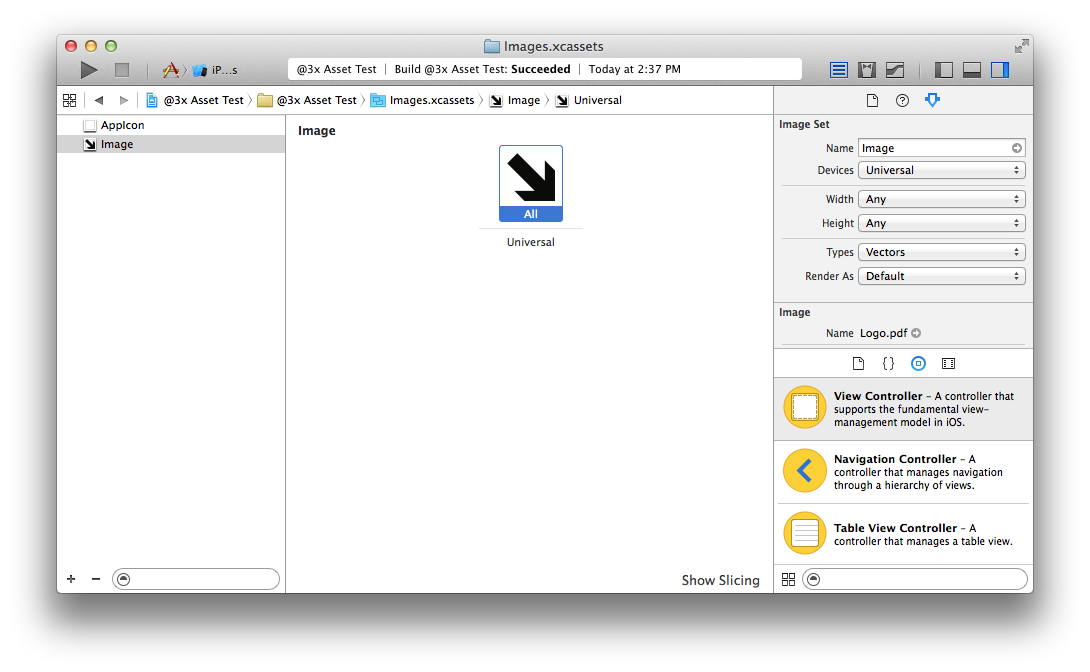 Images.xcassets
iP...s
@3x Asset Test | Build @3x Asset Test: Succeeded | Today at 2:37 PM
@3x Asset Test
@3x Asset Test
Images.xcassets
Image
Universal
AppIcon
Image
Image
All
Universal
Show Slicing
Image Set
Name Image
Devices Universal
Width Any
Height Any
Types Vectors
Render As Default
Image
Name Logo.pdf
View Controller – A controller that
supports the fundamental view-
management model in iOS.
Navigation Controller – A
controller that manages navigation
through a hierarchy of views.
Table View Controller – A
controller that manages a table view.